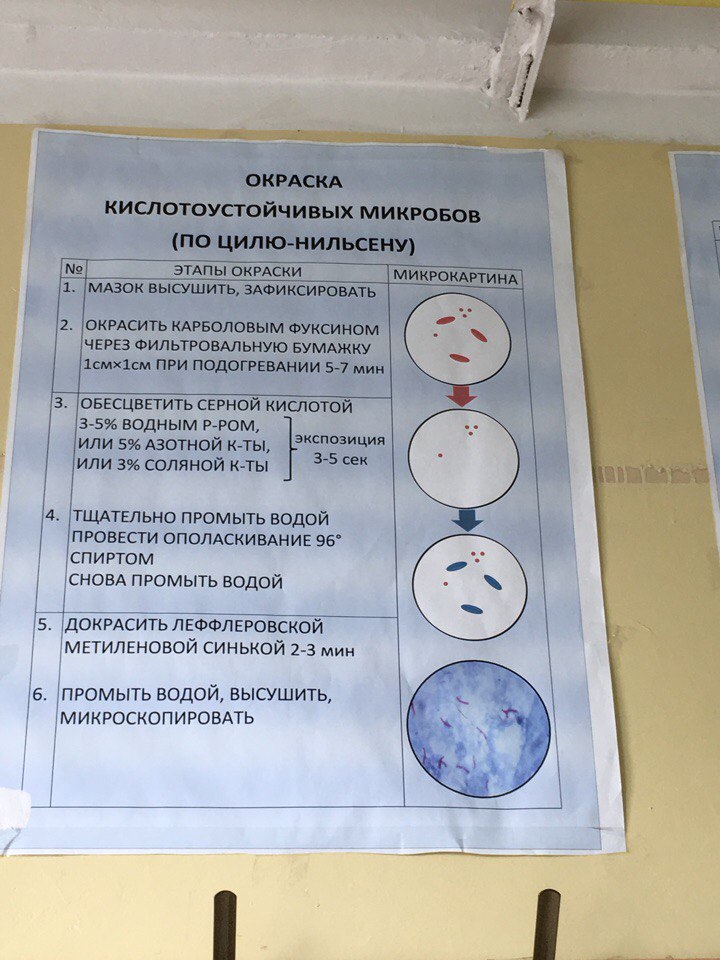 ОКРАСКА
КИСЛОТОУСТОЙЧИВЫХ МИКРОБОВ
(ПО ЦИЛЮ-НИЛЬСЕНУ)
№ ЭТАПЫ ОКРАСКИ МИКРОКАРТИНА
1. МАЗОК ВЫСУШИТЬ, ЗАФИКСИРОВАТЬ
2. ОКРАСИТЬ КАРБОЛОВЫМ ФУКСИНОМ
ЧЕРЕЗ ФИЛЬТРОВАЛЬНУЮ БУМАЖКУ
1см×1см ПРИ ПОДОГРЕВАНИИ 5-7 мин
3. ОБЕСЦВЕТИТЬ СЕРНОЙ КИСЛОТОЙ
3-5% ВОДНЫМ Р-РОМ,
ИЛИ 5% АЗОТНОЙ К-ТЫ,
ИЛИ 3% СОЛЯНОЙ К-ТЫ
экспозиция
3-5 сек
4. ТЩАТЕЛЬНО ПРОМЫТЬ ВОДОЙ
ПРОВЕСТИ ОПОЛАСКИВАНИЕ 96°
СПИРТОМ
СНОВА ПРОМЫТЬ ВОДОЙ
5. ДОКРАСИТЬ ЛЕФФЛЕРОВСКОЙ
МЕТИЛЕНОВОЙ СИНЬКОЙ 2-3 мин
6. ПРОМЫТЬ ВОДОЙ, ВЫСУШИТЬ,
МИКРОСКОПИРОВАТЬ